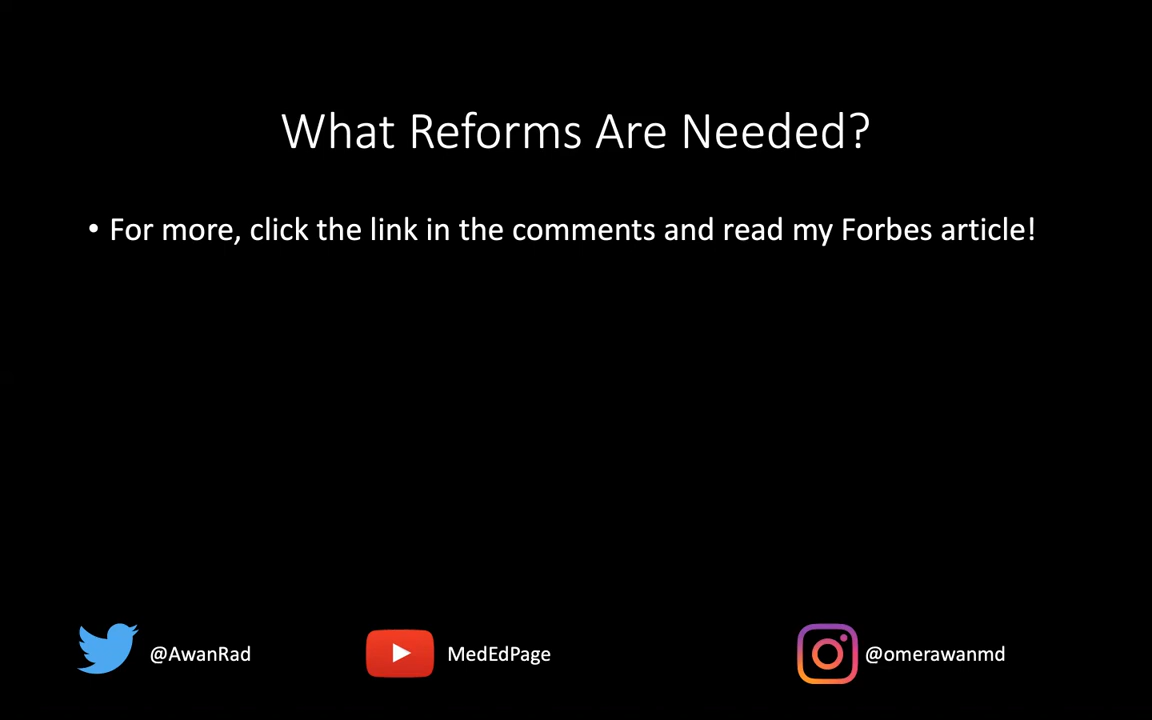 What Reforms Are Needed?
• For more, click the link in the comments and read my Forbes article!
@AwanRad
MedEdPage
@omerawanmd